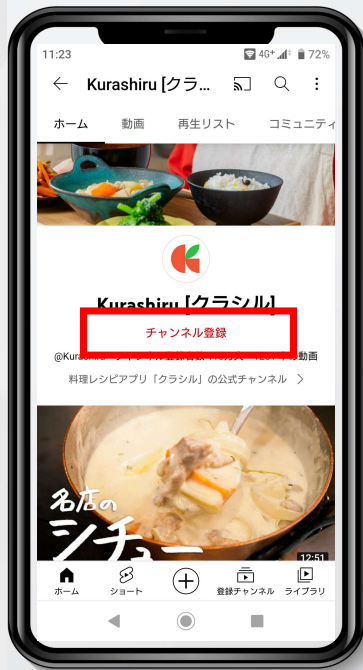 11:23 4G+ 72%
Kurashiru [クラ...
ホーム 動画 再生リスト コミュニティ
Kurashiru [クラシル]
チャンネル登録
動画
料理レシピアプリ「クラシル」の公式チャンネル
名店の
シチュー
12:51
ホーム ショート 登録チャンネル ライブラリ